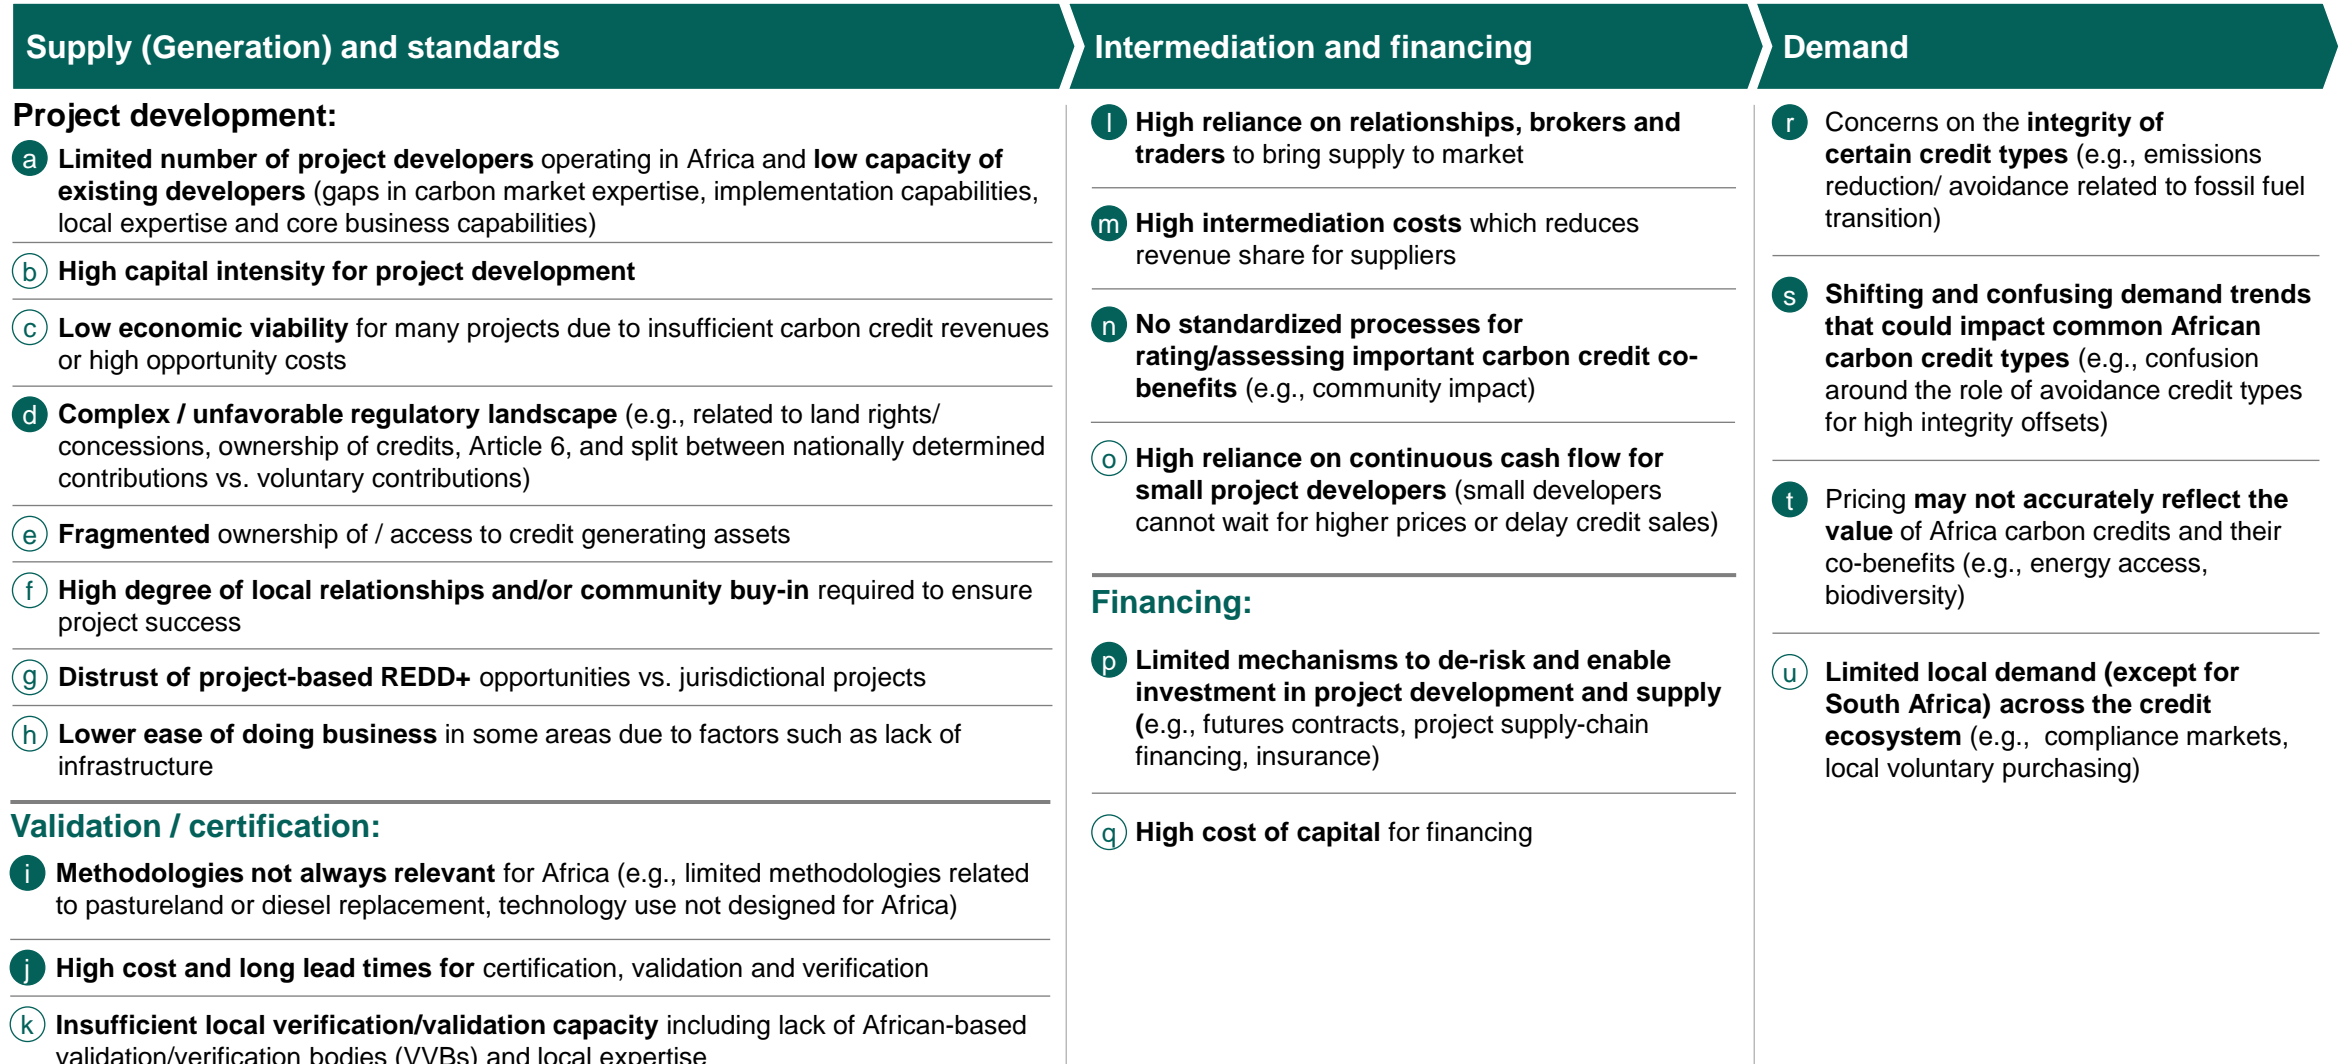 Supply (Generation) and standards
Project development:
a Limited number of project developers operating in Africa and low capacity of
existing developers (gaps in carbon market expertise, implementation capabilities,
local expertise and core business capabilities)
b High capital intensity for project development
c Low economic viability for many projects due to insufficient carbon credit revenues
or high opportunity costs
d Complex / unfavorable regulatory landscape (e.g., related to land rights/
concessions, ownership of credits, Article 6, and split between nationally determined
contributions vs. voluntary contributions)
e Fragmented ownership of / access to credit generating assets
f High degree of local relationships and/or community buy-in required to ensure
project success
g Distrust of project-based REDD+ opportunities vs. jurisdictional projects
h Lower ease of doing business in some areas due to factors such as lack of
infrastructure
Validation / certification:
i Methodologies not always relevant for Africa (e.g., limited methodologies related
to pastureland or diesel replacement, technology use not designed for Africa)
j High cost and long lead times for certification, validation and verification
k Insufficient local verification/validation capacity including lack of African-based
validation/verification bodies (VVBs) and local expertise
Intermediation and financing
l High reliance on relationships, brokers and
traders to bring supply to market
m High intermediation costs which reduces
revenue share for suppliers
n No standardized processes for
rating/assessing important carbon credit co-
benefits (e.g., community impact)
o High reliance on continuous cash flow for
small project developers (small developers
cannot wait for higher prices or delay credit sales)
Financing:
p Limited mechanisms to de-risk and enable
investment in project development and supply
(e.g., futures contracts, project supply-chain
financing, insurance)
q High cost of capital for financing
Demand
r Concerns on the integrity of
certain credit types (e.g., emissions
reduction/ avoidance related to fossil fuel
transition)
s Shifting and confusing demand trends
that could impact common African
carbon credit types (e.g., confusion
around the role of avoidance credit types
for high integrity offsets)
t Pricing may not accurately reflect the
value of Africa carbon credits and their
co-benefits (e.g., energy access,
biodiversity)
u Limited local demand (except for
South Africa) across the credit
ecosystem (e.g., compliance markets,
local voluntary purchasing)